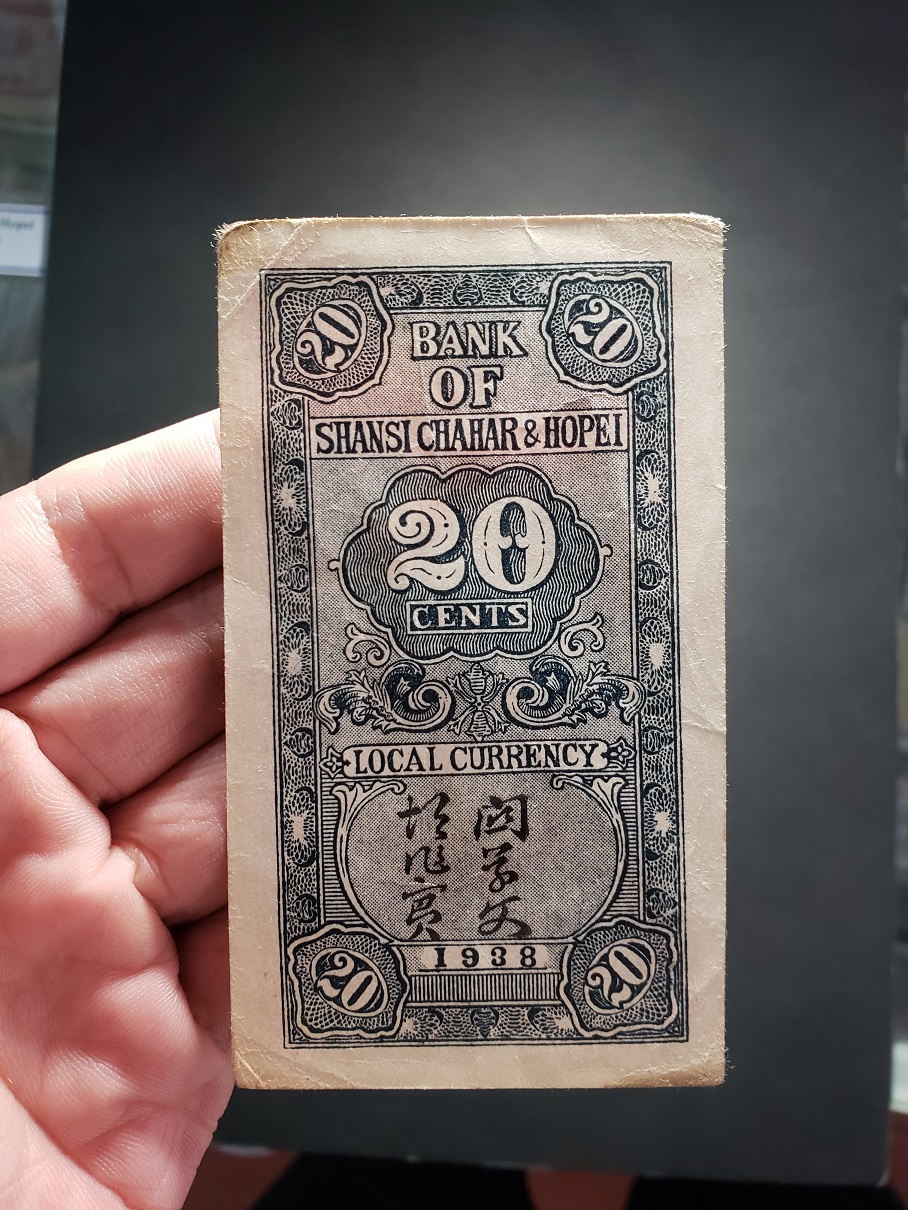 20 20
BANK
OF
SHANSI CHAHAR & HOPEI
20
CENTS
LOCAL CURRENCY
1938
20 20